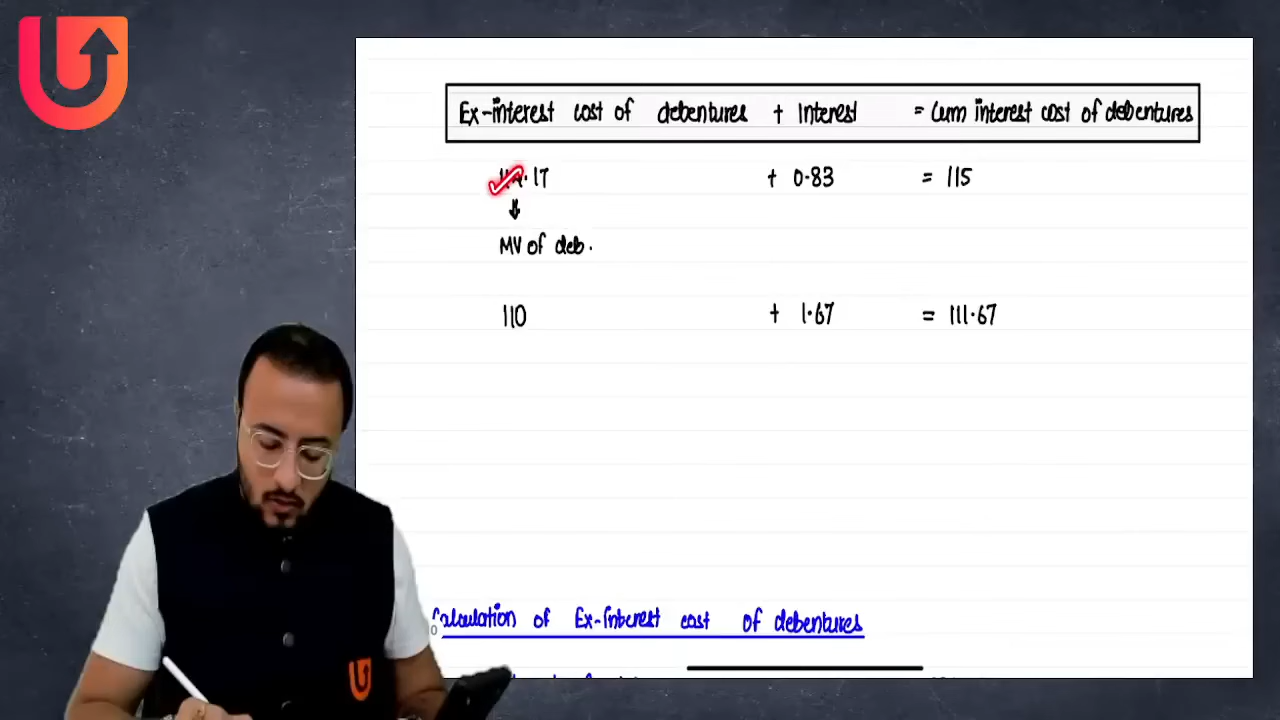 Ex-interest cost of debentures + Interest = Cum interest cost of debentures
.17 + 0.83 = 115
MV of deb.
110 + 1.67 = 111.67
Calculation of Ex-Interest cost of debentures